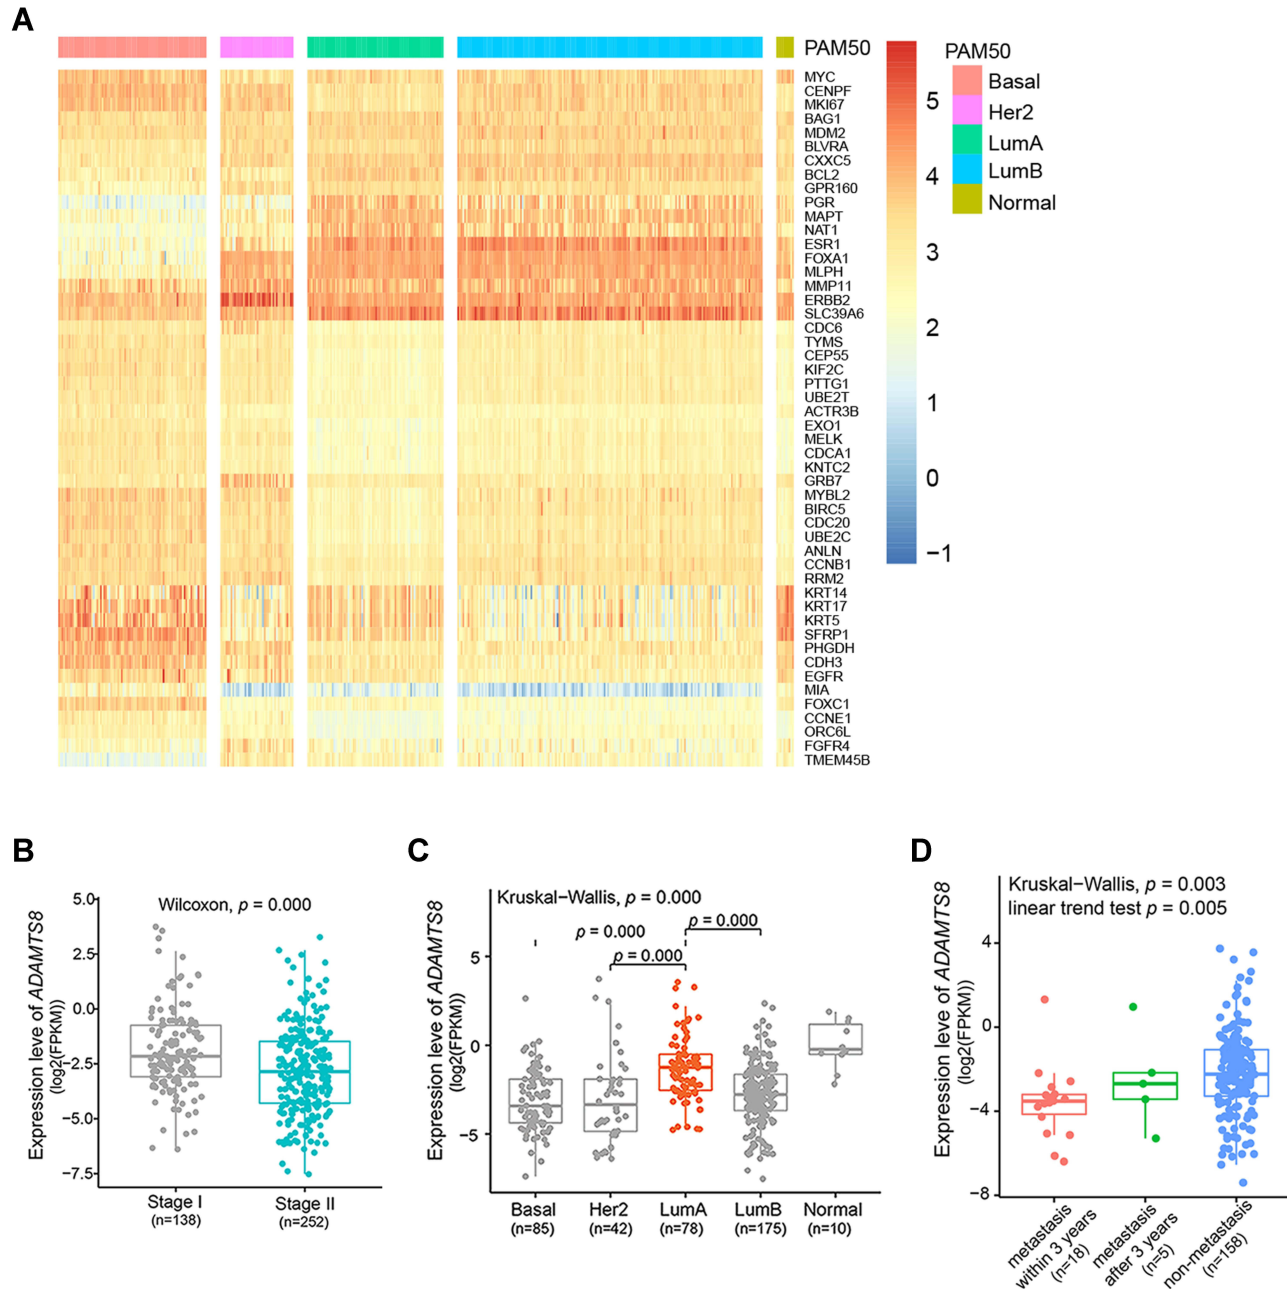 A
PAM50
MYC
CENPF
MKI67
BAG1
MDM2
BLVRA
CXXC5
BCL2
GPR160
PGR
MAPT
NAT1
ESR1
FOXA1
MLPH
MMP11
ERBB2
SLC39A6
CDC6
TYMS
CEP55
KIF2C
PTTG1
UBE2T
ACTR3B
EXO1
MELK
CDCA1
KNTC2
GRB7
MYBL2
BIRC5
CDC20
UBE2C
ANLN
CCNB1
RRM2
KRT14
KRT17
KRT5
SFRP1
PHGDH
CDH3
EGFR
MIA
FOXC1
CCNE1
ORC6L
FGFR4
TMEM45B
5
4
3
2
1
0
−1
PAM50
Basal
Her2
LumA
LumB
Normal
B
Expression level of ADAMTS8
(log2(FPKM))
5.0
2.5
0.0
−2.5
−5.0
−7.5
Wilcoxon, p = 0.000
Stage I
(n=138)
Stage II
(n=252)
C
Expression level of ADAMTS8
(log2(FPKM))
5
0
−5
Kruskal−Wallis, p = 0.000
p = 0.000
p = 0.000
p = 0.000
Basal
(n=85)
Her2
(n=42)
LumA
(n=78)
LumB
(n=175)
Normal
(n=10)
D
Expression level of ADAMTS8
(log2(FPKM))
4
0
−4
−8
Kruskal−Wallis, p = 0.003
linear trend test p = 0.005
metastasis
within 3 years
(n=18)
metastasis
after 3 years
(n=5)
non-metastasis
(n=158)